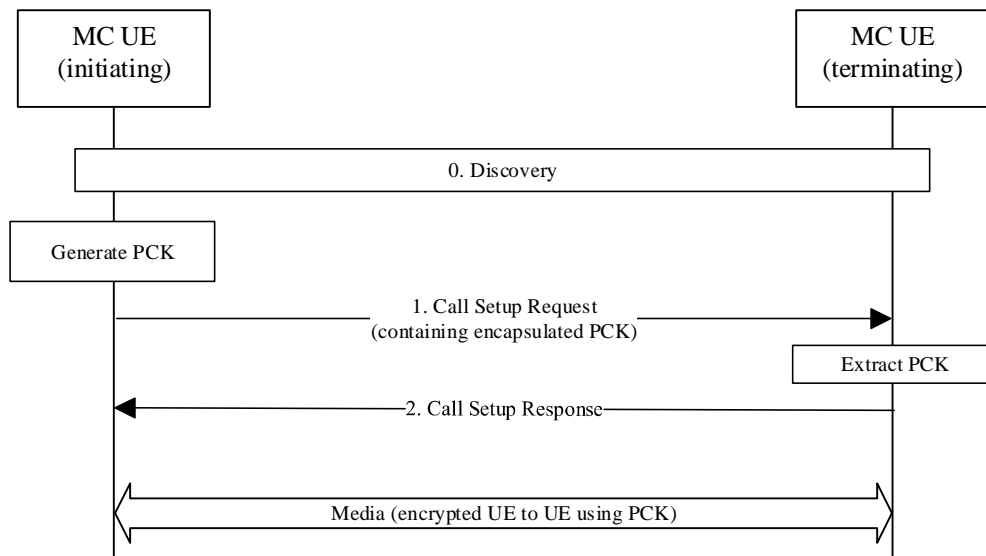 MC UE
(initiating)
MC UE
(terminating)
0. Discovery
Generate PCK
1. Call Setup Request
(containing encapsulated PCK)
Extract PCK
2. Call Setup Response
Media (encrypted UE to UE using PCK)